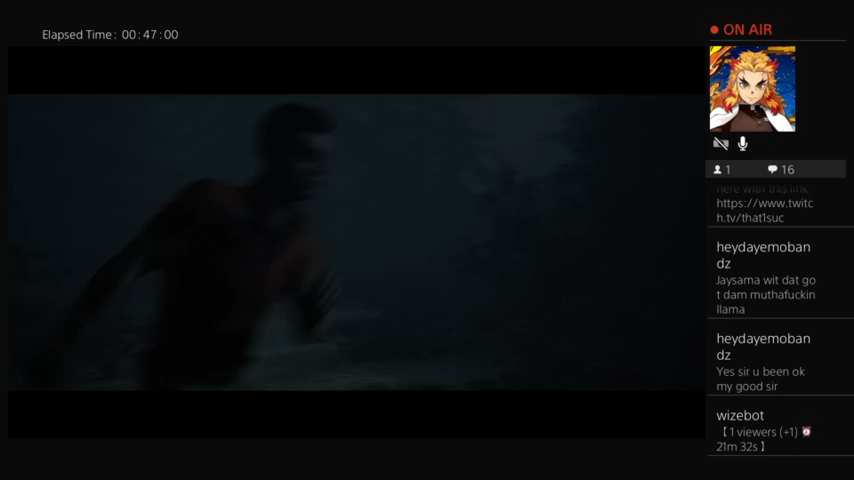 Elapsed Time: 00:47:00
ON AIR
1
16
here with this link.
https://www.twitc
h.tv/that1suc
heydayemoban
dz
Jaysama wit dat go
t dam muthafuckin
llama
heydayemoban
dz
Yes sir u been ok
my good sir
wizebot
【 1 viewers (+1) ⏰
21m 32s 】